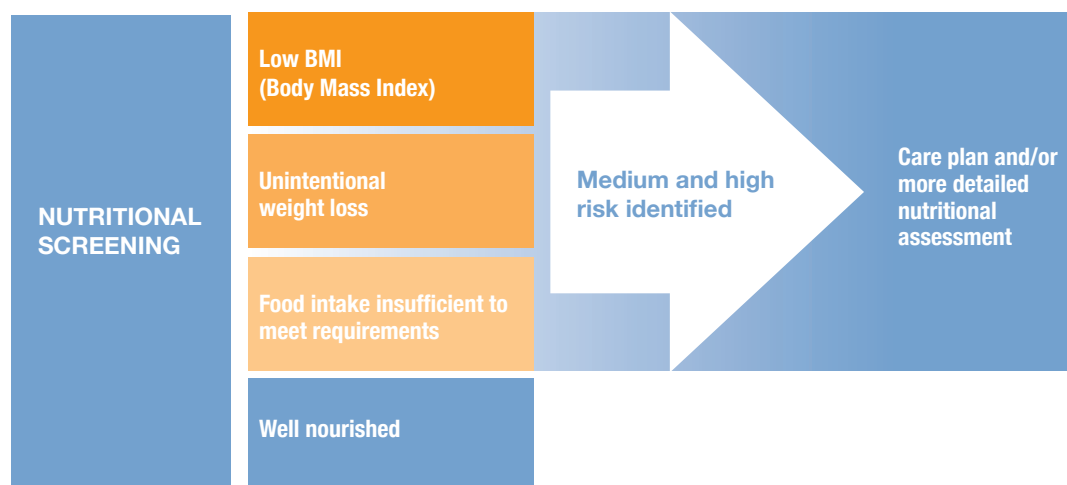 NUTRITIONAL
SCREENING
Low BMI
(Body Mass Index)
Unintentional
weight loss
Food intake insufficient to
meet requirements
Well nourished
Medium and high
risk identified
Care plan and/or
more detailed
nutritional
assessment